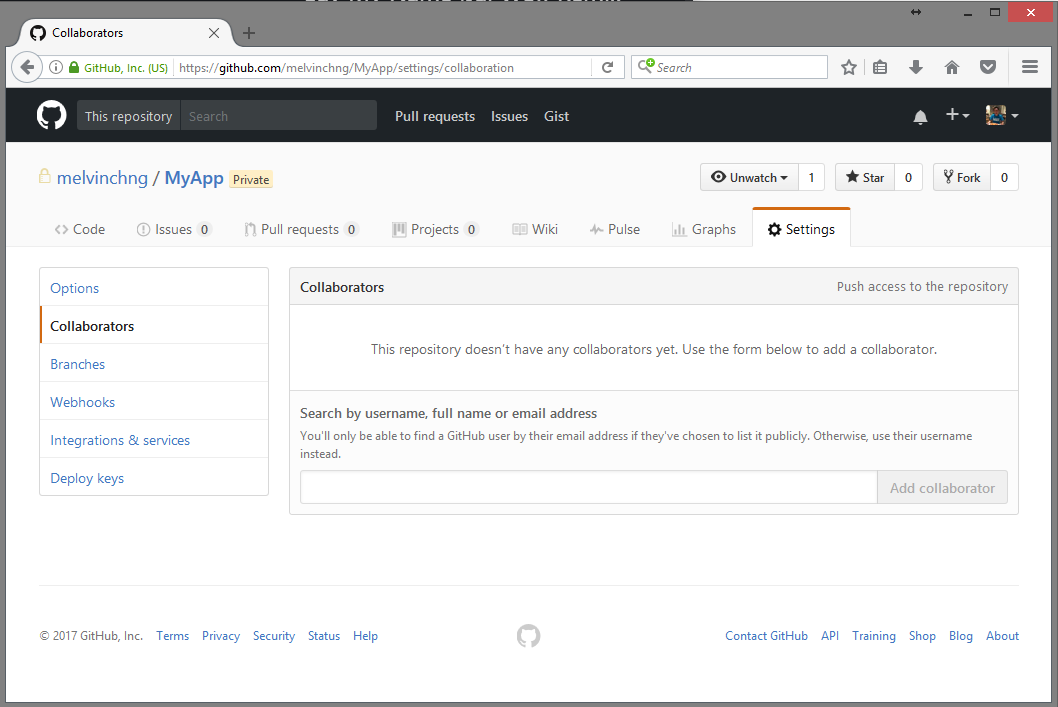 Collaborators
GitHub, Inc. (US)
https://github.com/melvinchng/MyApp/settings/collaboration
Search
This repository
Search
Pull requests
Issues
Gist
melvinchng / MyApp
Private
Unwatch
1
Star
0
Fork
0
Code
Issues 0
Pull requests 0
Projects 0
Wiki
Pulse
Graphs
Settings
Options
Collaborators
Branches
Webhooks
Integrations & services
Deploy keys
Collaborators
Push access to the repository
This repository doesn't have any collaborators yet. Use the form below to add a collaborator.
Search by username, full name or email address
You'll only be able to find a GitHub user by their email address if they've chosen to list it publicly. Otherwise, use their username
instead.
Add collaborator
© 2017 GitHub, Inc.
Terms
Privacy
Security
Status
Help
Contact GitHub
API
Training
Shop
Blog
About